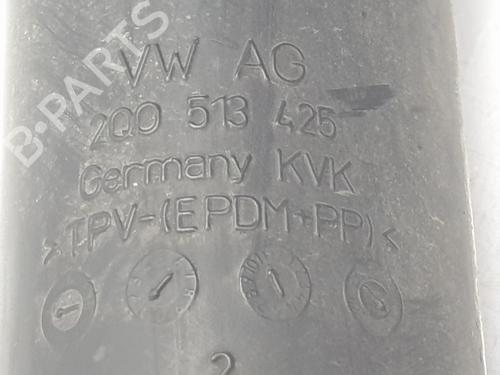 VW AG
2Q0 513 425
Germany KVK
>TPV-(EPDM+PP)<
2
B-PARTS